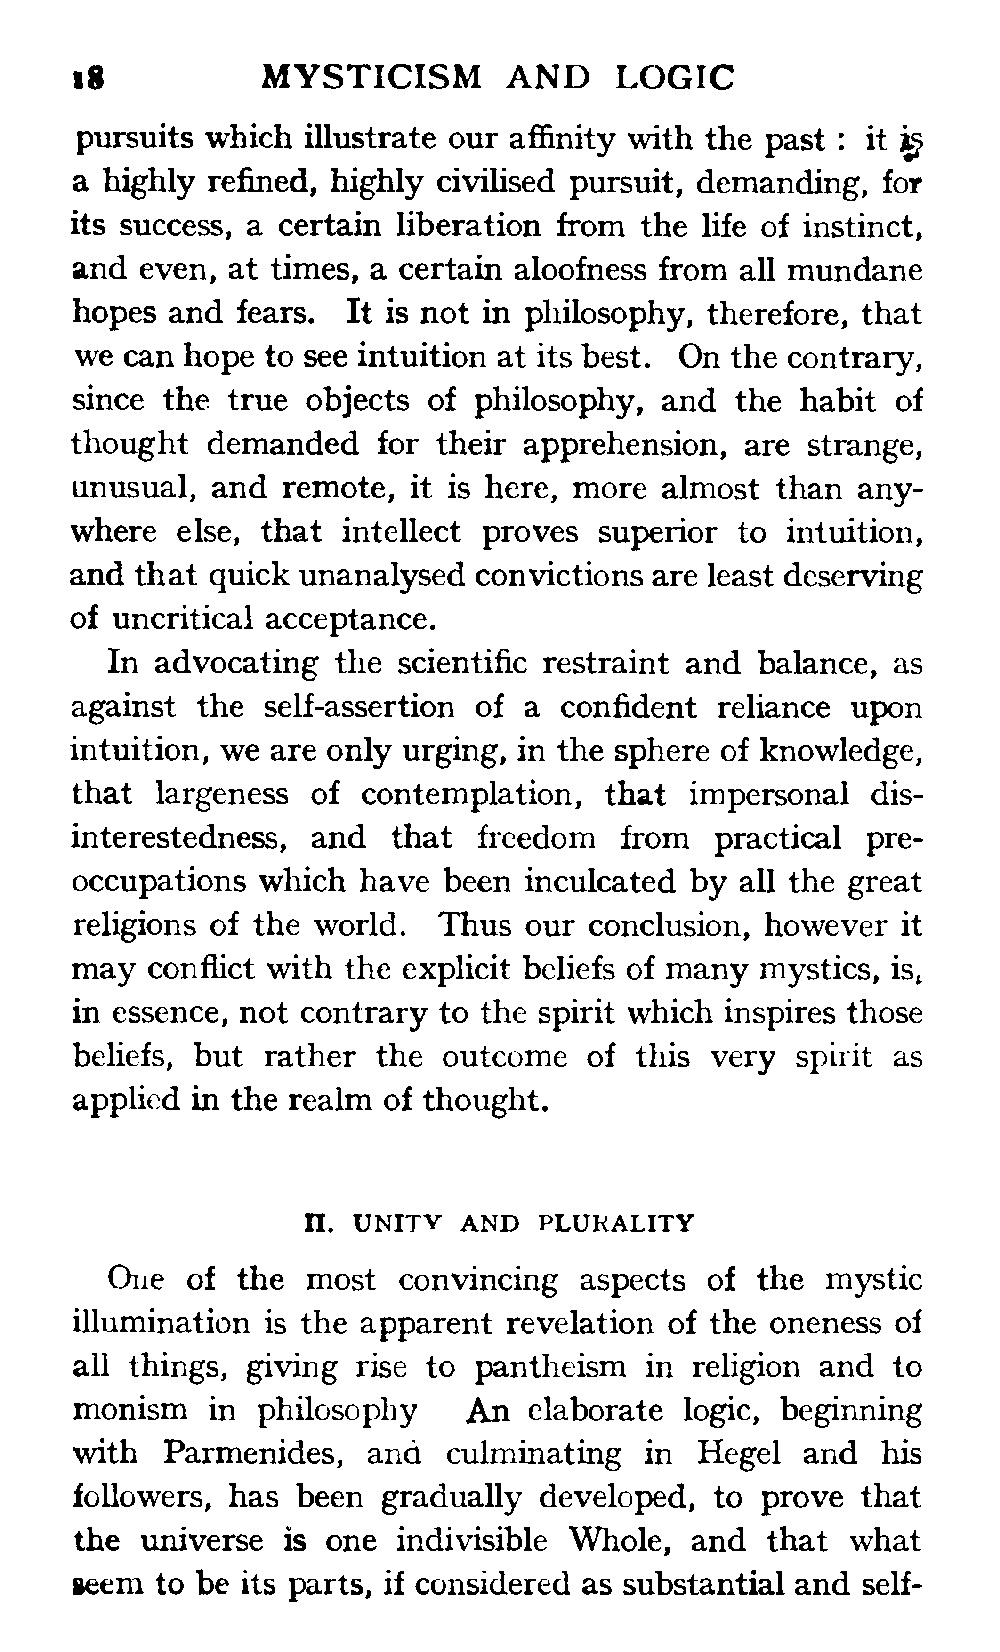 18 MYSTICISM AND LOGIC
pursuits which illustrate our affinity with the past : it is
a highly refined, highly civilised pursuit, demanding, for
its success, a certain liberation from the life of instinct,
and even, at times, a certain aloofness from all mundane
hopes and fears. It is not in philosophy, therefore, that
we can hope to see intuition at its best. On the contrary,
since the true objects of philosophy, and the habit of
thought demanded for their apprehension, are strange,
unusual, and remote, it is here, more almost than any-
where else, that intellect proves superior to intuition,
and that quick unanalysed convictions are least deserving
of uncritical acceptance.
In advocating the scientific restraint and balance, as
against the self-assertion of a confident reliance upon
intuition, we are only urging, in the sphere of knowledge,
that largeness of contemplation, that impersonal dis-
interestedness, and that freedom from practical pre-
occupations which have been inculcated by all the great
religions of the world. Thus our conclusion, however it
may conflict with the explicit beliefs of many mystics, is,
in essence, not contrary to the spirit which inspires those
beliefs, but rather the outcome of this very spirit as
applied in the realm of thought.
II. UNITY AND PLURALITY
One of the most convincing aspects of the mystic
illumination is the apparent revelation of the oneness of
all things, giving rise to pantheism in religion and to
monism in philosophy An elaborate logic, beginning
with Parmenides, and culminating in Hegel and his
followers, has been gradually developed, to prove that
the universe is one indivisible Whole, and that what
seem to be its parts, if considered as substantial and self-